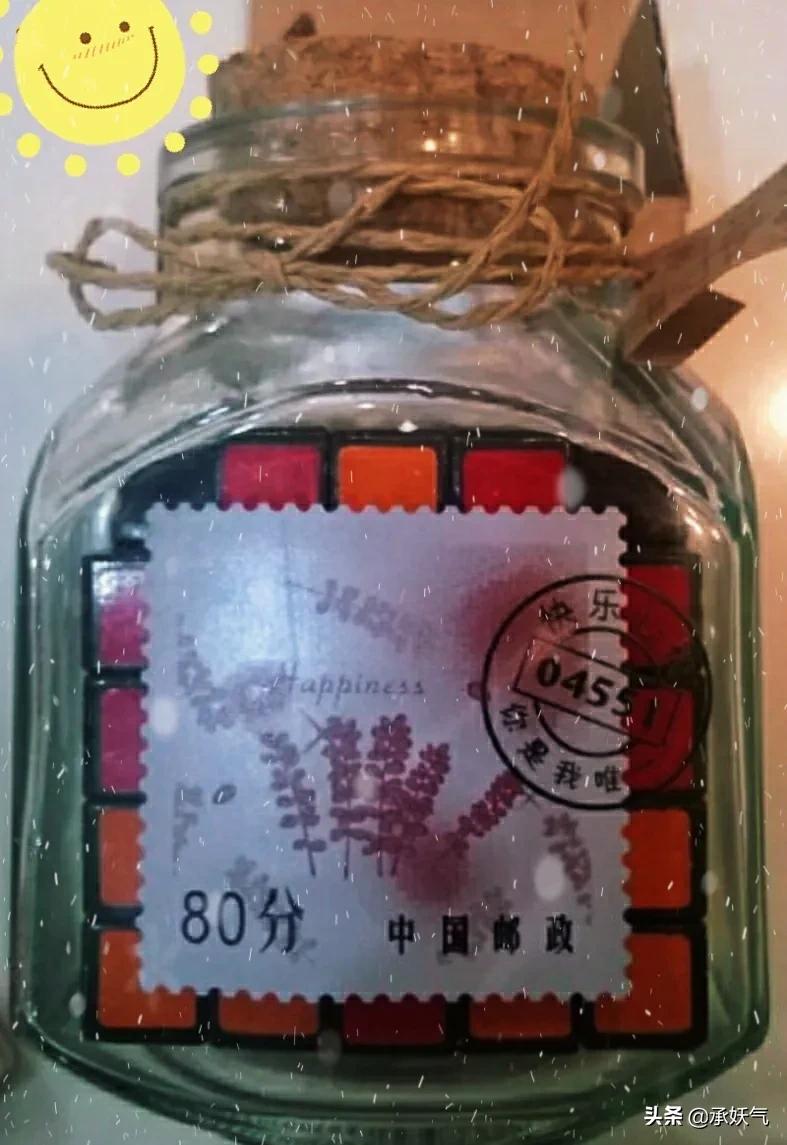 Happiness
快乐
04551
你是我唯
80分
中国邮政
头条 @承妖气